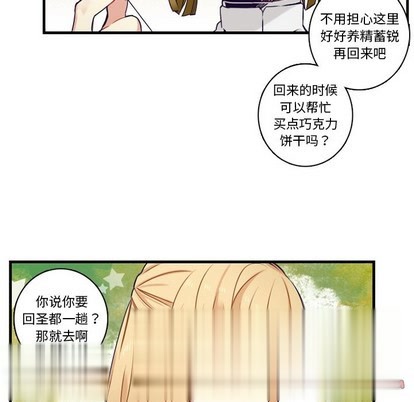 不用担心这里
好好养精蓄锐
再回来吧
回来的时候
可以帮忙
买点巧克力
饼干吗？
你说你要
回圣都一趟？
那就去啊